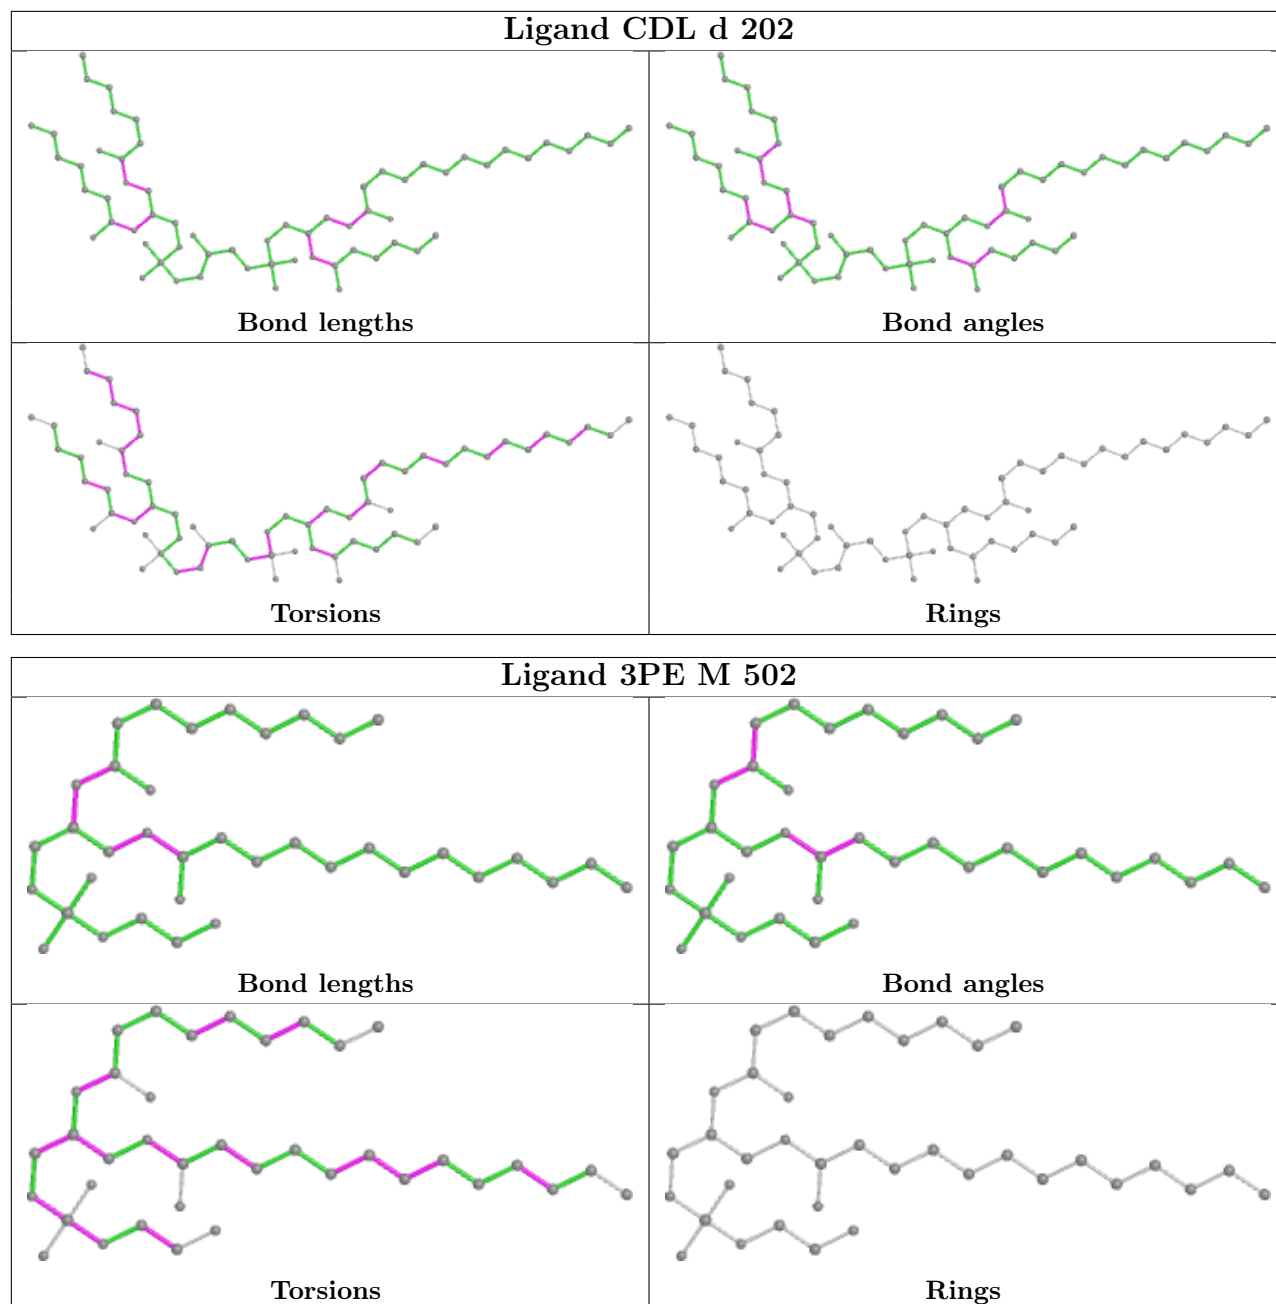 Ligand CDL d 202
Bond lengths
Bond angles
Torsions
Rings
Ligand 3PE M 502
Bond lengths
Bond angles
Torsions
Rings